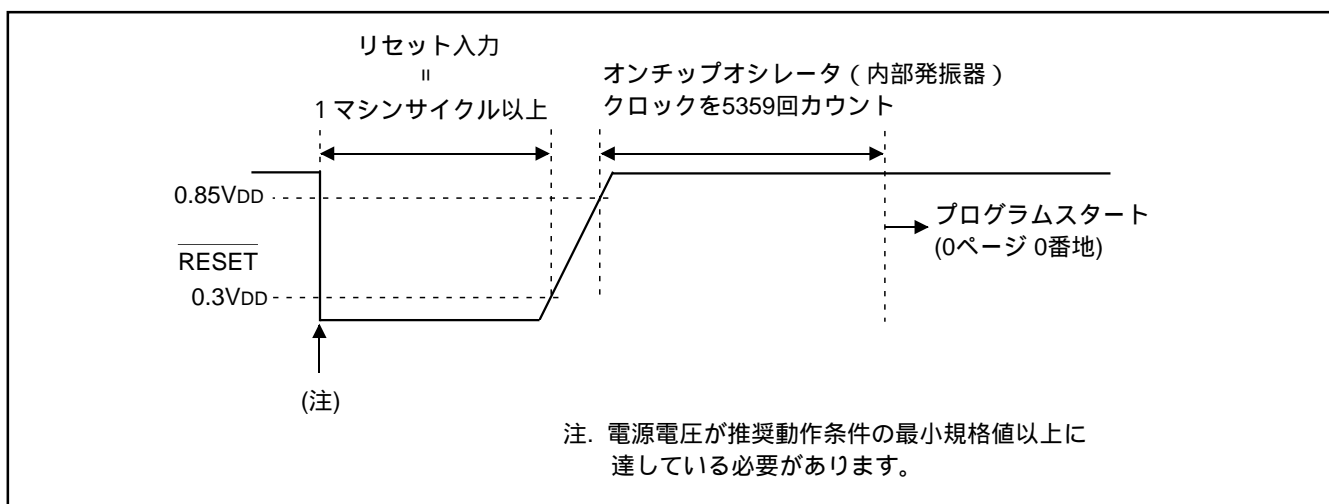 リセット入力
=
1 マシンサイクル以上
オンチップオシレータ ( 内部発振器 )
クロックを5359回カウント
0.85VDD
RESET
0.3VDD
プログラムスタート
(0ページ 0番地)
(注)
注. 電源電圧が推奨動作条件の最小規格値以上に
達している必要があります。